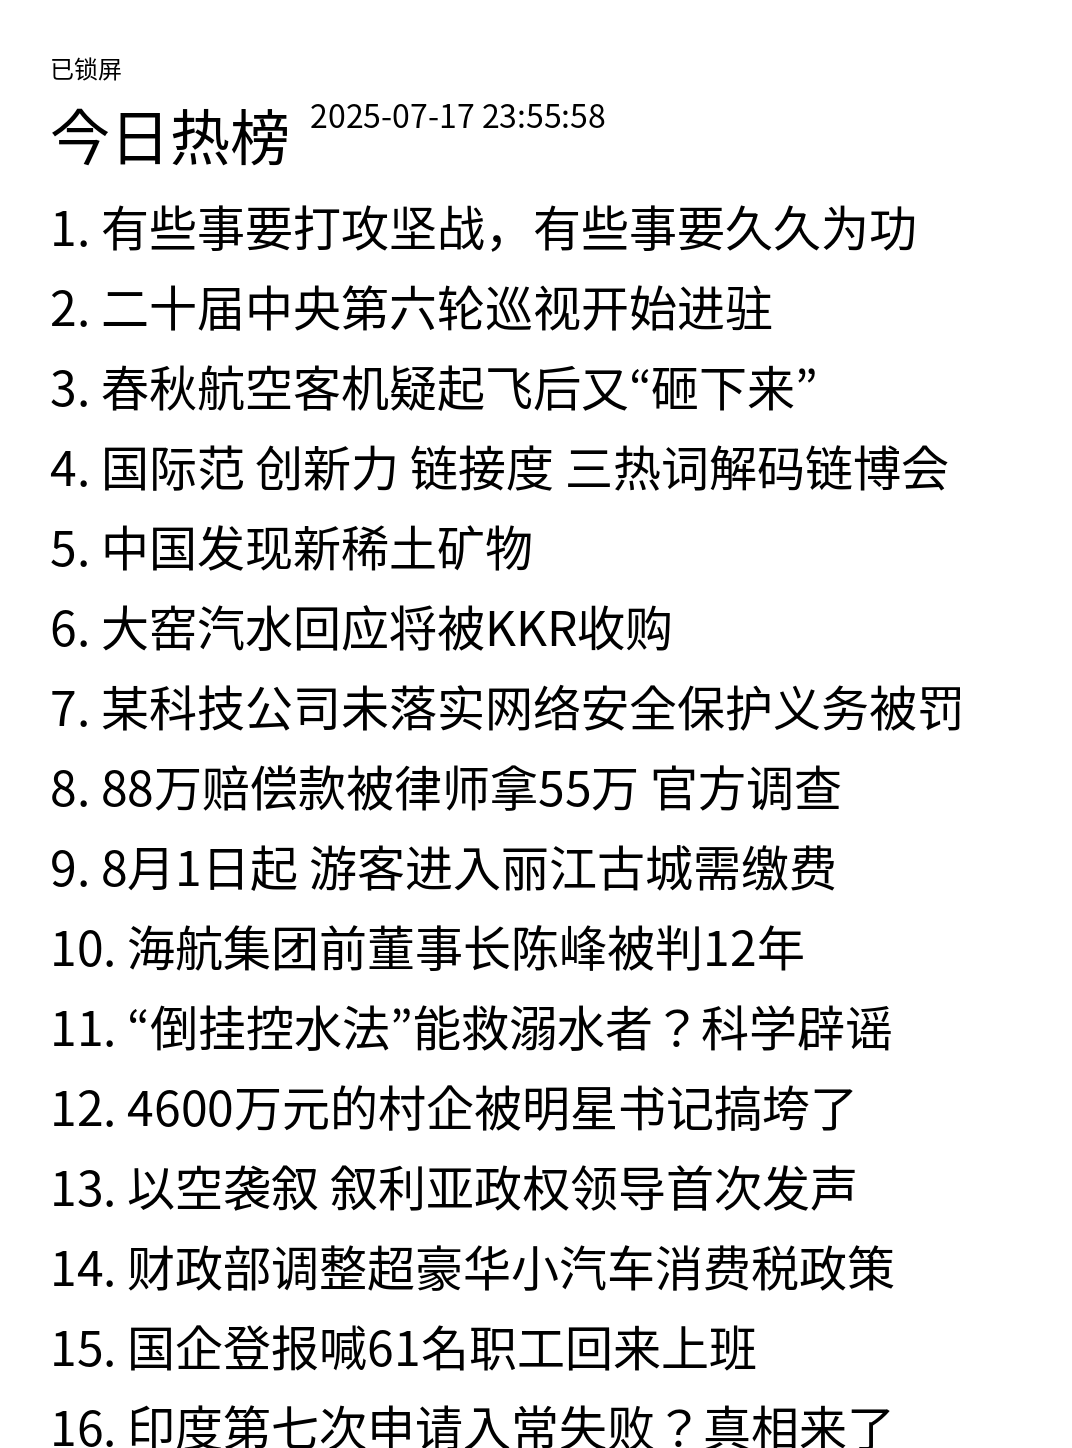 已锁屏
今日热榜 2025-07-17 23:55:58
1. 有些事要打攻坚战，有些事要久久为功
2. 二十届中央第六轮巡视开始进驻
3. 春秋航空客机疑起飞后又“砸下来”
4. 国际范 创新力 链接度 三热词解码链博会
5. 中国发现新稀土矿物
6. 大窑汽水回应将被KKR收购
7. 某科技公司未落实网络安全保护义务被罚
8. 88万赔偿款被律师拿55万 官方调查
9. 8月1日起 游客进入丽江古城需缴费
10. 海航集团前董事长陈峰被判12年
11. “倒挂控水法”能救溺水者？科学辟谣
12. 4600万元的村企被明星书记搞垮了
13. 以空袭叙 叙利亚政权领导首次发声
14. 财政部调整超豪华小汽车消费税政策
15. 国企登报喊61名职工回来上班
16. 印度第七次申请入常失败？真相来了